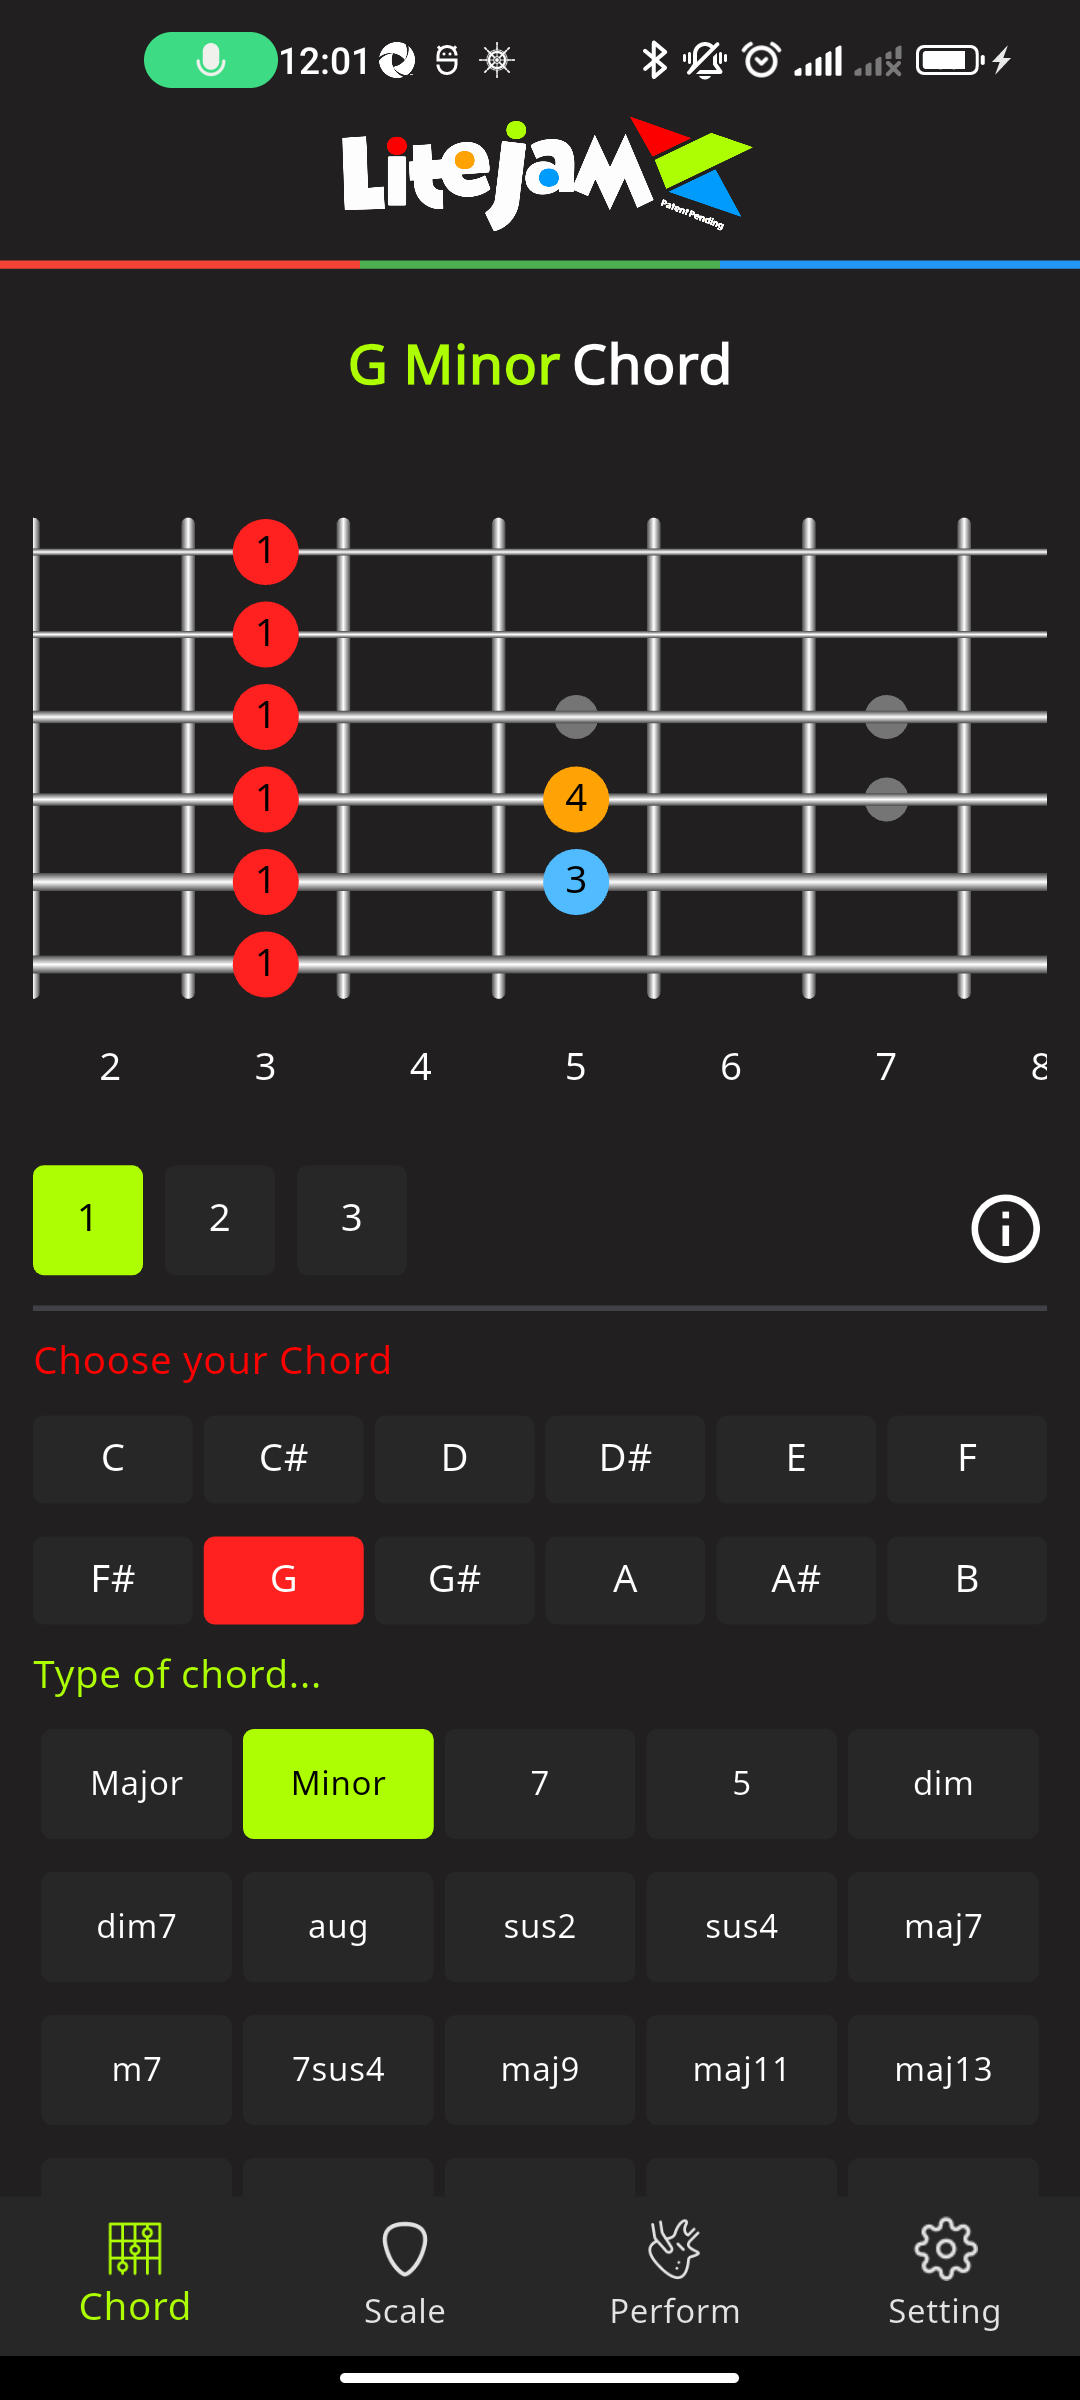 12:01
Litejam
Patent Pending
G Minor Chord
1
1
1
1 4
1 3
1
2 3 4 5 6 7 8
1 2 3
Choose your Chord
C C# D D# E F
F# G G# A A# B
Type of chord...
Major Minor 7 5 dim
dim7 aug sus2 sus4 maj7
m7 7sus4 maj9 maj11 maj13
Chord Scale Perform Setting